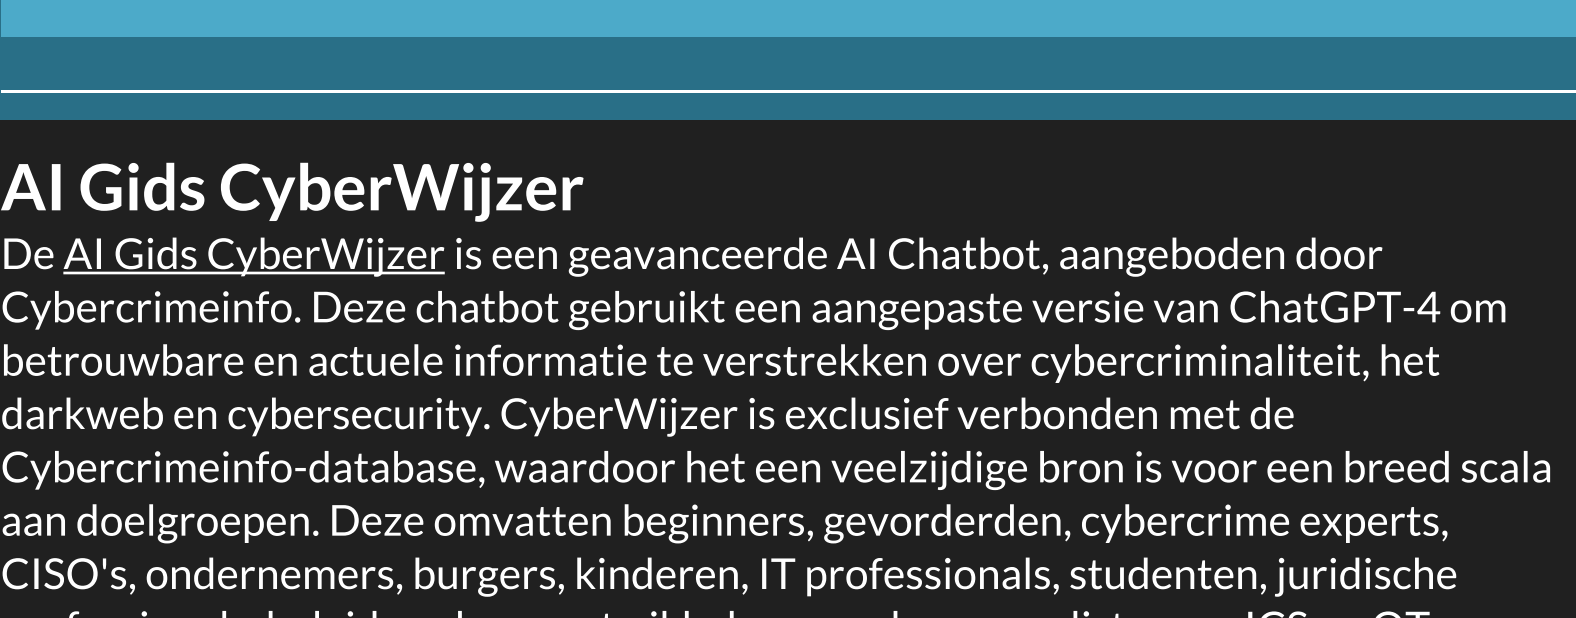 AI Gids CyberWijzer
De AI Gids CyberWijzer is een geavanceerde AI Chatbot, aangeboden door
Cybercrimeinfo. Deze chatbot gebruikt een aangepaste versie van ChatGPT-4 om
betrouwbare en actuele informatie te verstrekken over cybercriminaliteit, het
darkweb en cybersecurity. CyberWijzer is exclusief verbonden met de
Cybercrimeinfo-database, waardoor het een veelzijdige bron is voor een breed scala
aan doelgroepen. Deze omvatten beginners, gevorderden, cybercrime experts,
CISO's, ondernemers, burgers, kinderen, IT professionals, studenten, juridische